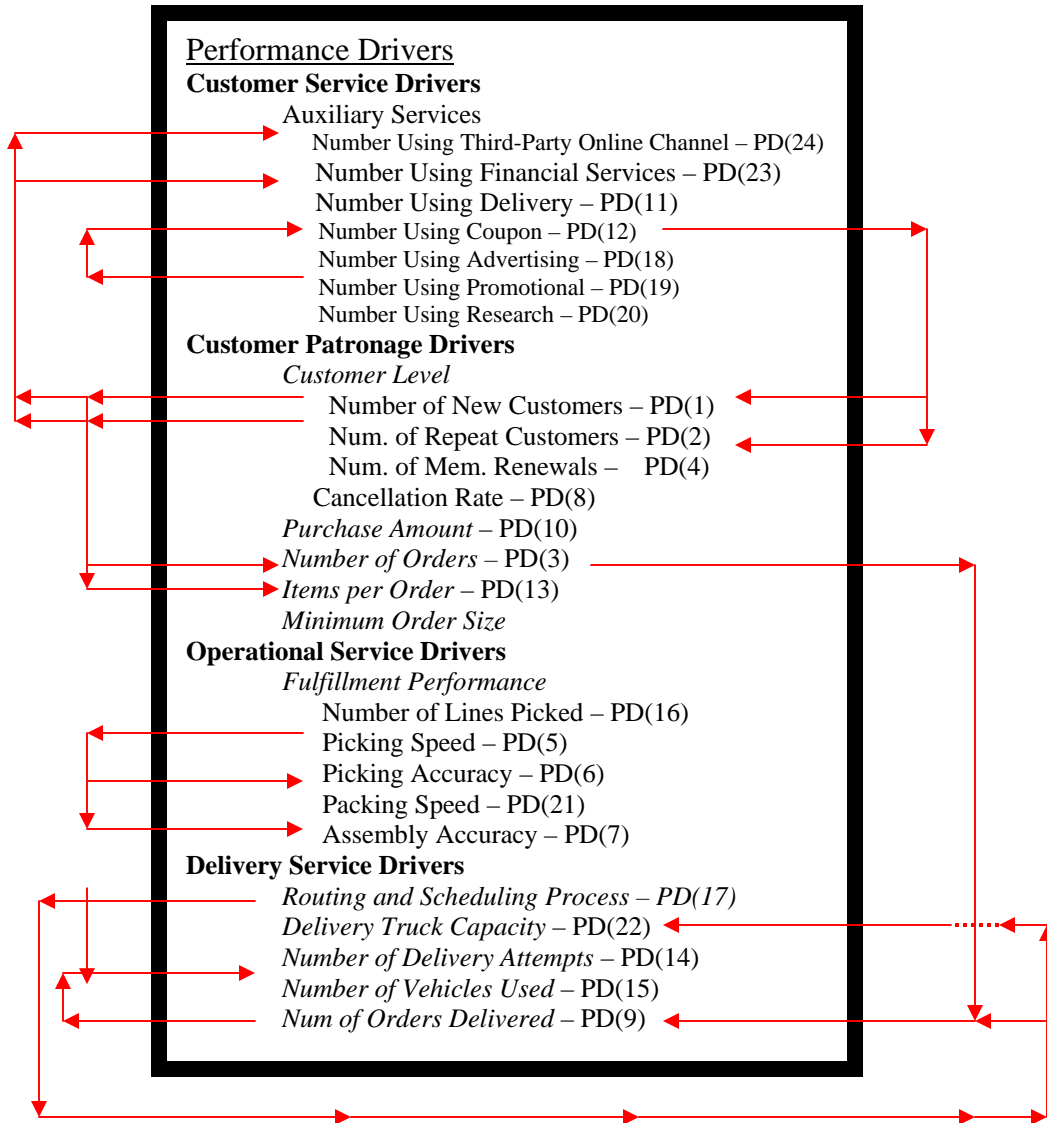 Performance Drivers
Customer Service Drivers
Auxiliary Services
Number Using Third-Party Online Channel – PD(24)
Number Using Financial Services – PD(23)
Number Using Delivery – PD(11)
Number Using Coupon – PD(12)
Number Using Advertising – PD(18)
Number Using Promotional – PD(19)
Number Using Research – PD(20)
Customer Patronage Drivers
Customer Level
Number of New Customers – PD(1)
Num. of Repeat Customers – PD(2)
Num. of Mem. Renewals – PD(4)
Cancellation Rate – PD(8)
Purchase Amount – PD(10)
Number of Orders – PD(3)
Items per Order – PD(13)
Minimum Order Size
Operational Service Drivers
Fulfillment Performance
Number of Lines Picked – PD(16)
Picking Speed – PD(5)
Picking Accuracy – PD(6)
Packing Speed – PD(21)
Assembly Accuracy – PD(7)
Delivery Service Drivers
Routing and Scheduling Process – PD(17)
Delivery Truck Capacity – PD(22)
Number of Delivery Attempts – PD(14)
Number of Vehicles Used – PD(15)
Num of Orders Delivered – PD(9)